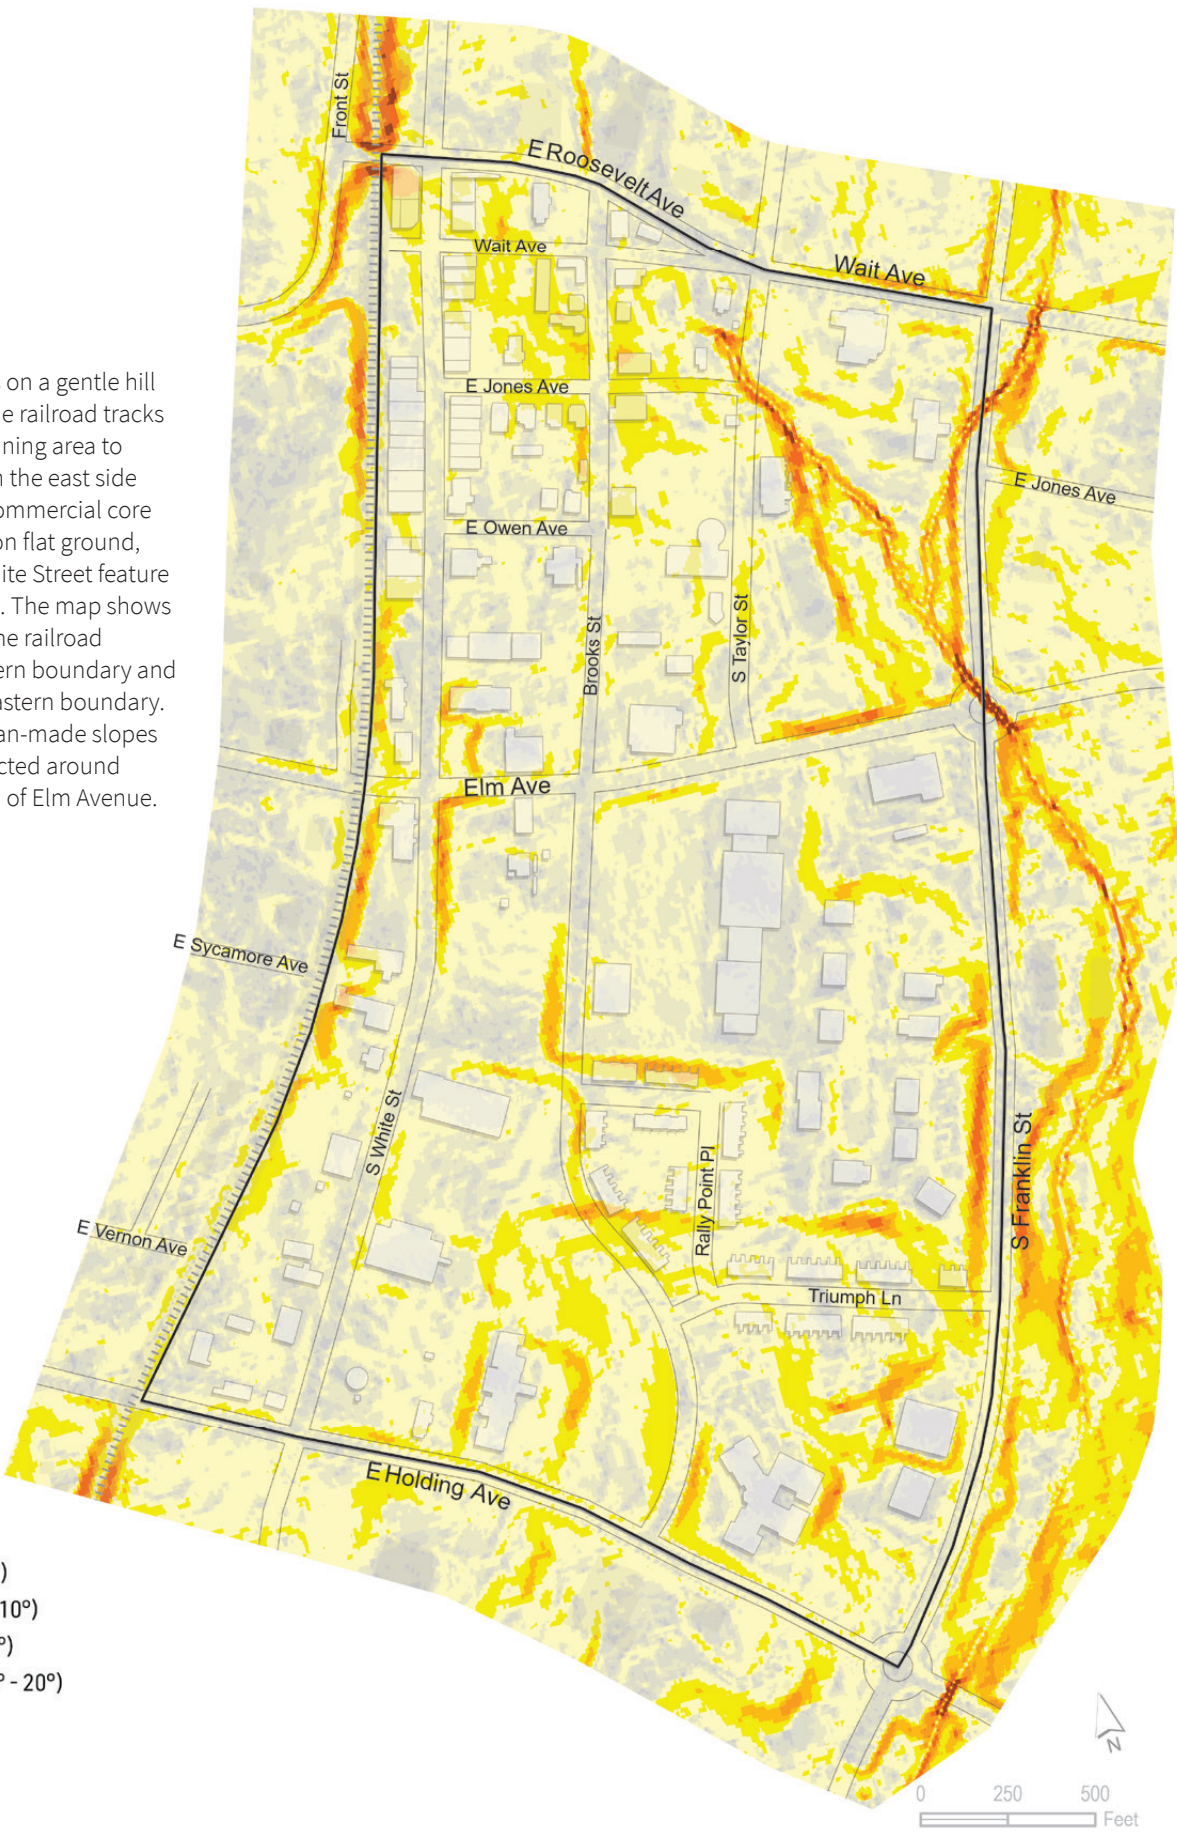 Front St
E Roosevelt Ave
Wait Ave
Wait Ave
s on a gentle hill
e railroad tracks
ning area to
n the east side
ommercial core
on flat ground,
ite Street feature
. The map shows
he railroad
ern boundary and
astern boundary.
an-made slopes
cted around
of Elm Avenue.
E Jones Ave
E Jones Ave
E Owen Ave
Brooks St
S Taylor St
Elm Ave
E Sycamore Ave
S White St
Rally Point Pl
S Franklin St
E Vernon Ave
Triumph Ln
E Holding Ave
)
10°)
°)
° - 20°)
N
0 250 500
Feet